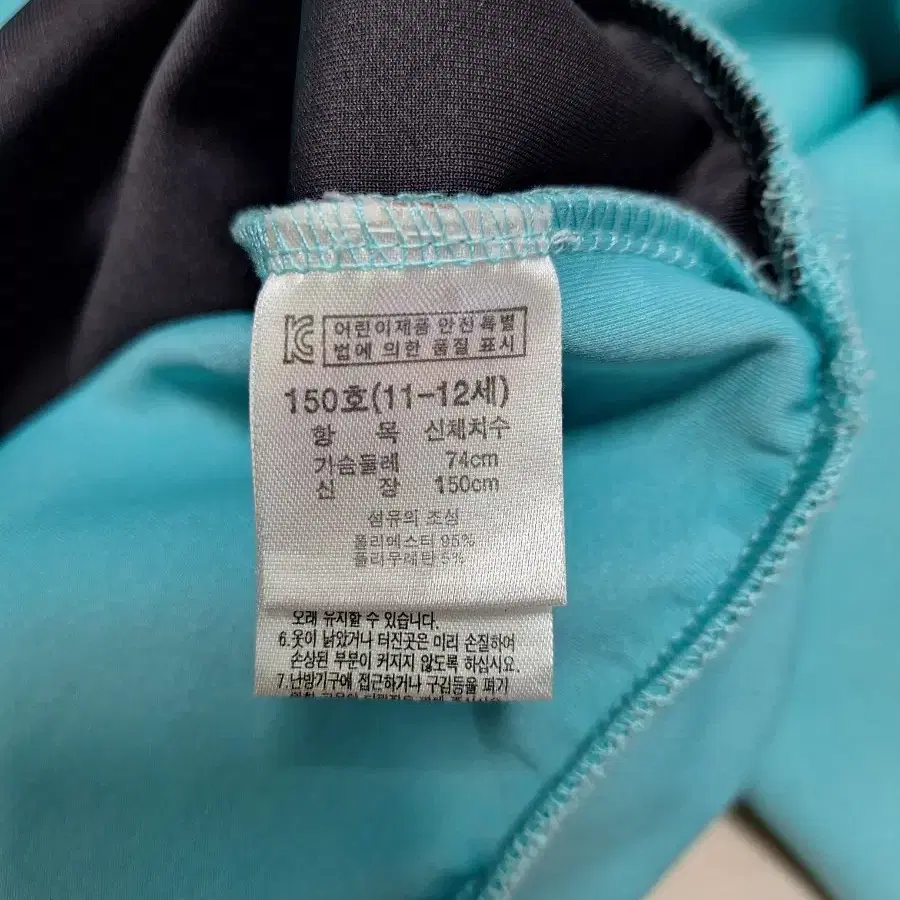 KC 어린이제품 안전특별
법에 의한 품질 표시
150호(11-12세)
항 목 신체치수
가슴둘레 74cm
신 장 150cm
섬유의 조성
폴리에스터 95%
폴리우레탄 5%
오래 유지할 수 있습니다.
6.옷이 낡았거나 터진곳은 미리 손질하여
손상된 부분이 커지지 않도록 하십시요.
7.난방기구에 접근하거나 구김등을 펴기